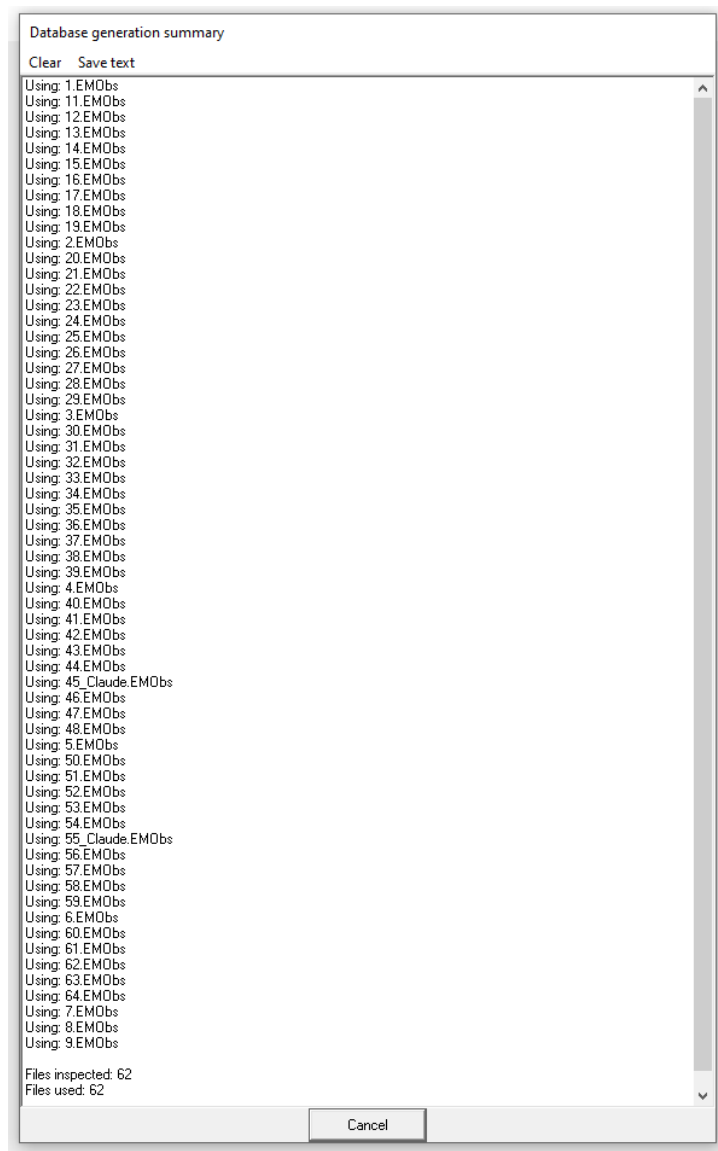 Database generation summary
Clear Save text
Using: 1.EMObs
Using: 11.EMObs
Using: 12.EMObs
Using: 13.EMObs
Using: 14.EMObs
Using: 15.EMObs
Using: 16.EMObs
Using: 17.EMObs
Using: 18.EMObs
Using: 19.EMObs
Using: 2.EMObs
Using: 20.EMObs
Using: 21.EMObs
Using: 22.EMObs
Using: 23.EMObs
Using: 24.EMObs
Using: 25.EMObs
Using: 26.EMObs
Using: 27.EMObs
Using: 28.EMObs
Using: 29.EMObs
Using: 3.EMObs
Using: 30.EMObs
Using: 31.EMObs
Using: 32.EMObs
Using: 33.EMObs
Using: 34.EMObs
Using: 35.EMObs
Using: 36.EMObs
Using: 37.EMObs
Using: 38.EMObs
Using: 39.EMObs
Using: 4.EMObs
Using: 40.EMObs
Using: 41.EMObs
Using: 42.EMObs
Using: 43.EMObs
Using: 44.EMObs
Using: 45_Claude.EMObs
Using: 46.EMObs
Using: 47.EMObs
Using: 48.EMObs
Using: 5.EMObs
Using: 50.EMObs
Using: 51.EMObs
Using: 52.EMObs
Using: 53.EMObs
Using: 54.EMObs
Using: 55_Claude.EMObs
Using: 56.EMObs
Using: 57.EMObs
Using: 58.EMObs
Using: 59.EMObs
Using: 6.EMObs
Using: 60.EMObs
Using: 61.EMObs
Using: 62.EMObs
Using: 63.EMObs
Using: 64.EMObs
Using: 7.EMObs
Using: 8.EMObs
Using: 9.EMObs
Files inspected: 62
Files used: 62
Cancel